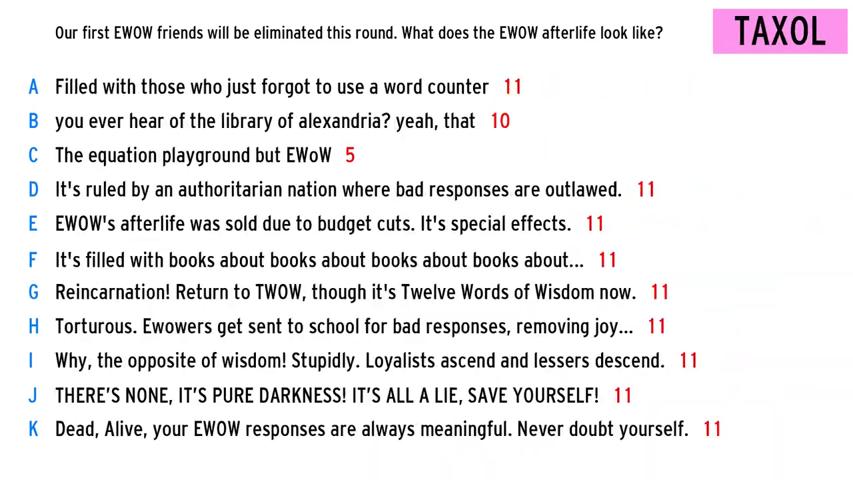 Our first EWOW friends will be eliminated this round. What does the EWOW afterlife look like?
TAXOL
A Filled with those who just forgot to use a word counter 11
B you ever hear of the library of alexandria? yeah, that 10
C The equation playground but EWoW 5
D It's ruled by an authoritarian nation where bad responses are outlawed. 11
E EWOW's afterlife was sold due to budget cuts. It's special effects. 11
F It's filled with books about books about books about books about... 11
G Reincarnation! Return to TWOW, though it's Twelve Words of Wisdom now. 11
H Torturous. Ewowers get sent to school for bad responses, removing joy... 11
I Why, the opposite of wisdom! Stupidly. Loyalists ascend and lessers descend. 11
J THERE'S NONE, IT'S PURE DARKNESS! IT'S ALL A LIE, SAVE YOURSELF! 11
K Dead, Alive, your EWOW responses are always meaningful. Never doubt yourself. 11